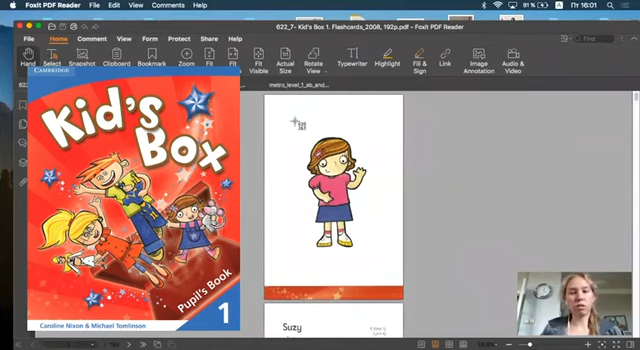 Foxit PDF Reader File Edit View Comments Help 91 % Пт 16:01
622_7- Kid's Box 1. Flashcards_2008, 192p.pdf - Foxit PDF Reader
File Home View Comment Protect Form Share Help Find
Hand Select Snapshot Clipboard Bookmark Zoom Fit Fit Fit Visible Actual Size Rotate View Typewriter Highlight Fill & Sign Link Image Annotation Audio & Video
metro_level_1_sb_and...
CAMBRIDGE
Kid's
Box
Pupil's Book
1
Caroline Nixon & Michael Tomlinson
Suzy